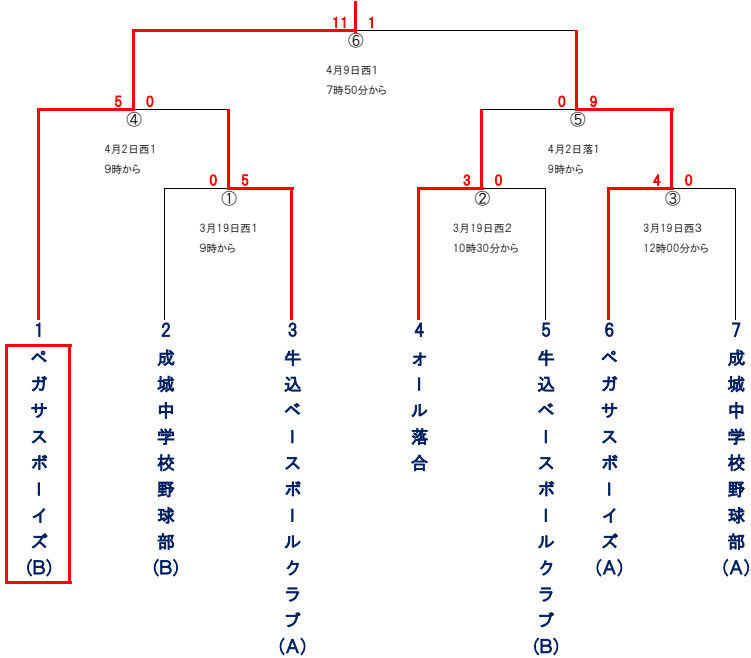 11 1
⑥
4月9日西1
7時50分から
5 0
④
4月2日西1
9時から
0 9
⑤
4月2日落1
9時から
0 5
①
3月19日西1
9時から
3 0
②
3月19日西2
10時30分から
4 0
③
3月19日西3
12時00分から
1
ペガサスボーイズ(B)
2
成城中学校野球部(B)
3
牛込ベースボールクラブ(A)
4
オール落合
5
牛込ベースボールクラブ(B)
6
ペガサスボーイズ(A)
7
成城中学校野球部(A)